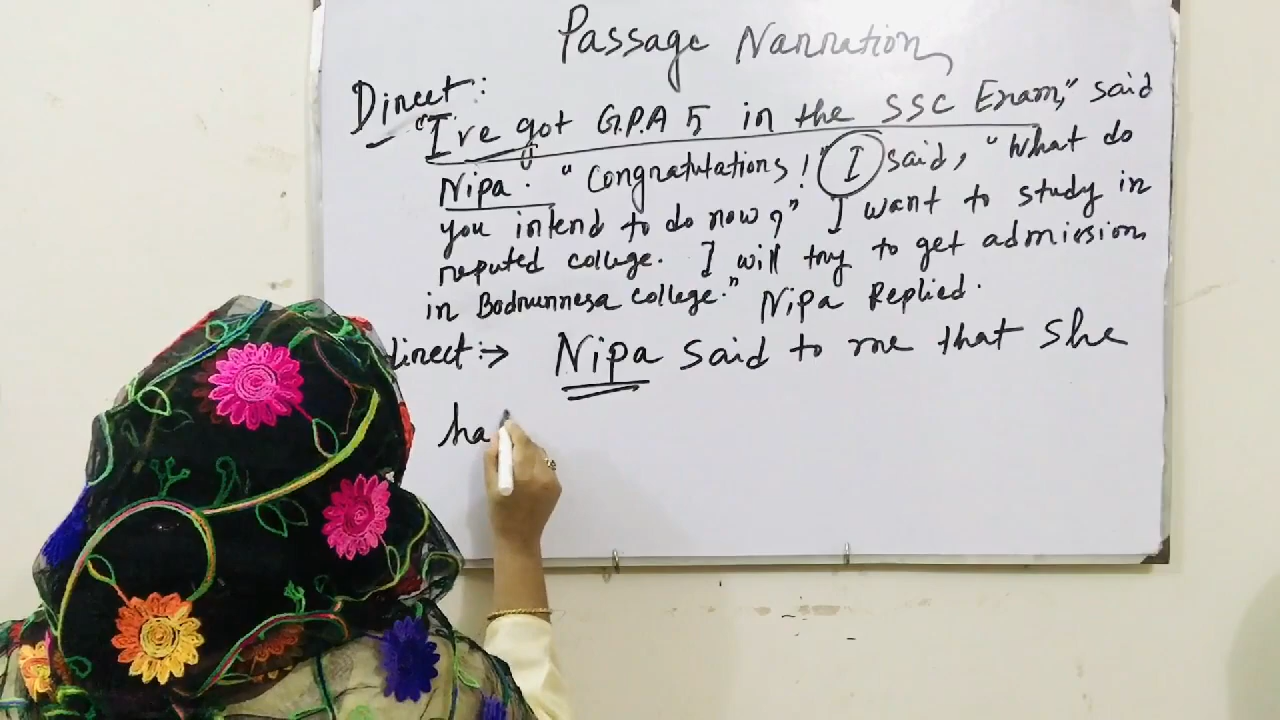 Passage Narration
Direct:
"I've got G.P.A 5 in the SSC Exam," said
Nipa. "Congratutations!" I said, "What do
you intend to do now?" I want to study in
reputed college. I will try to get admission
in Badrunnesa college." Nipa Replied.
direct:→ Nipa said to me that she
ha